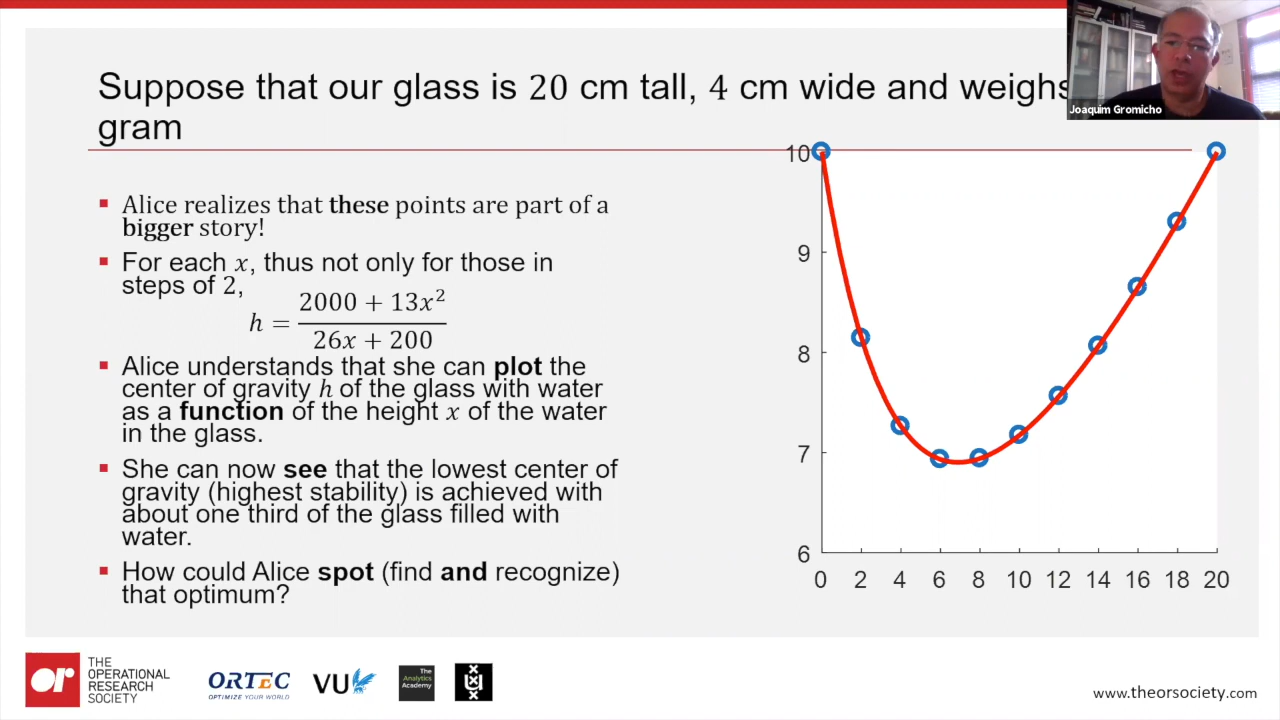 Suppose that our glass is 20 cm tall, 4 cm wide and weighs
gram
Joaquim Gromicho
▪ Alice realizes that these points are part of a
bigger story!
▪ For each x, thus not only for those in
steps of 2,
h = (2000 + 13x²) / (26x + 200)
▪ Alice understands that she can plot the
center of gravity h of the glass with water
as a function of the height x of the water
in the glass.
▪ She can now see that the lowest center of
gravity (highest stability) is achieved with
about one third of the glass filled with
water.
▪ How could Alice spot (find and recognize)
that optimum?
10
9
8
7
6
0 2 4 6 8 10 12 14 16 18 20
or
THE
OPERATIONAL
RESEARCH
SOCIETY
ORTEC
OPTIMIZE YOUR WORLD
VU
The
Analytics
Academy
www.theorsociety.com